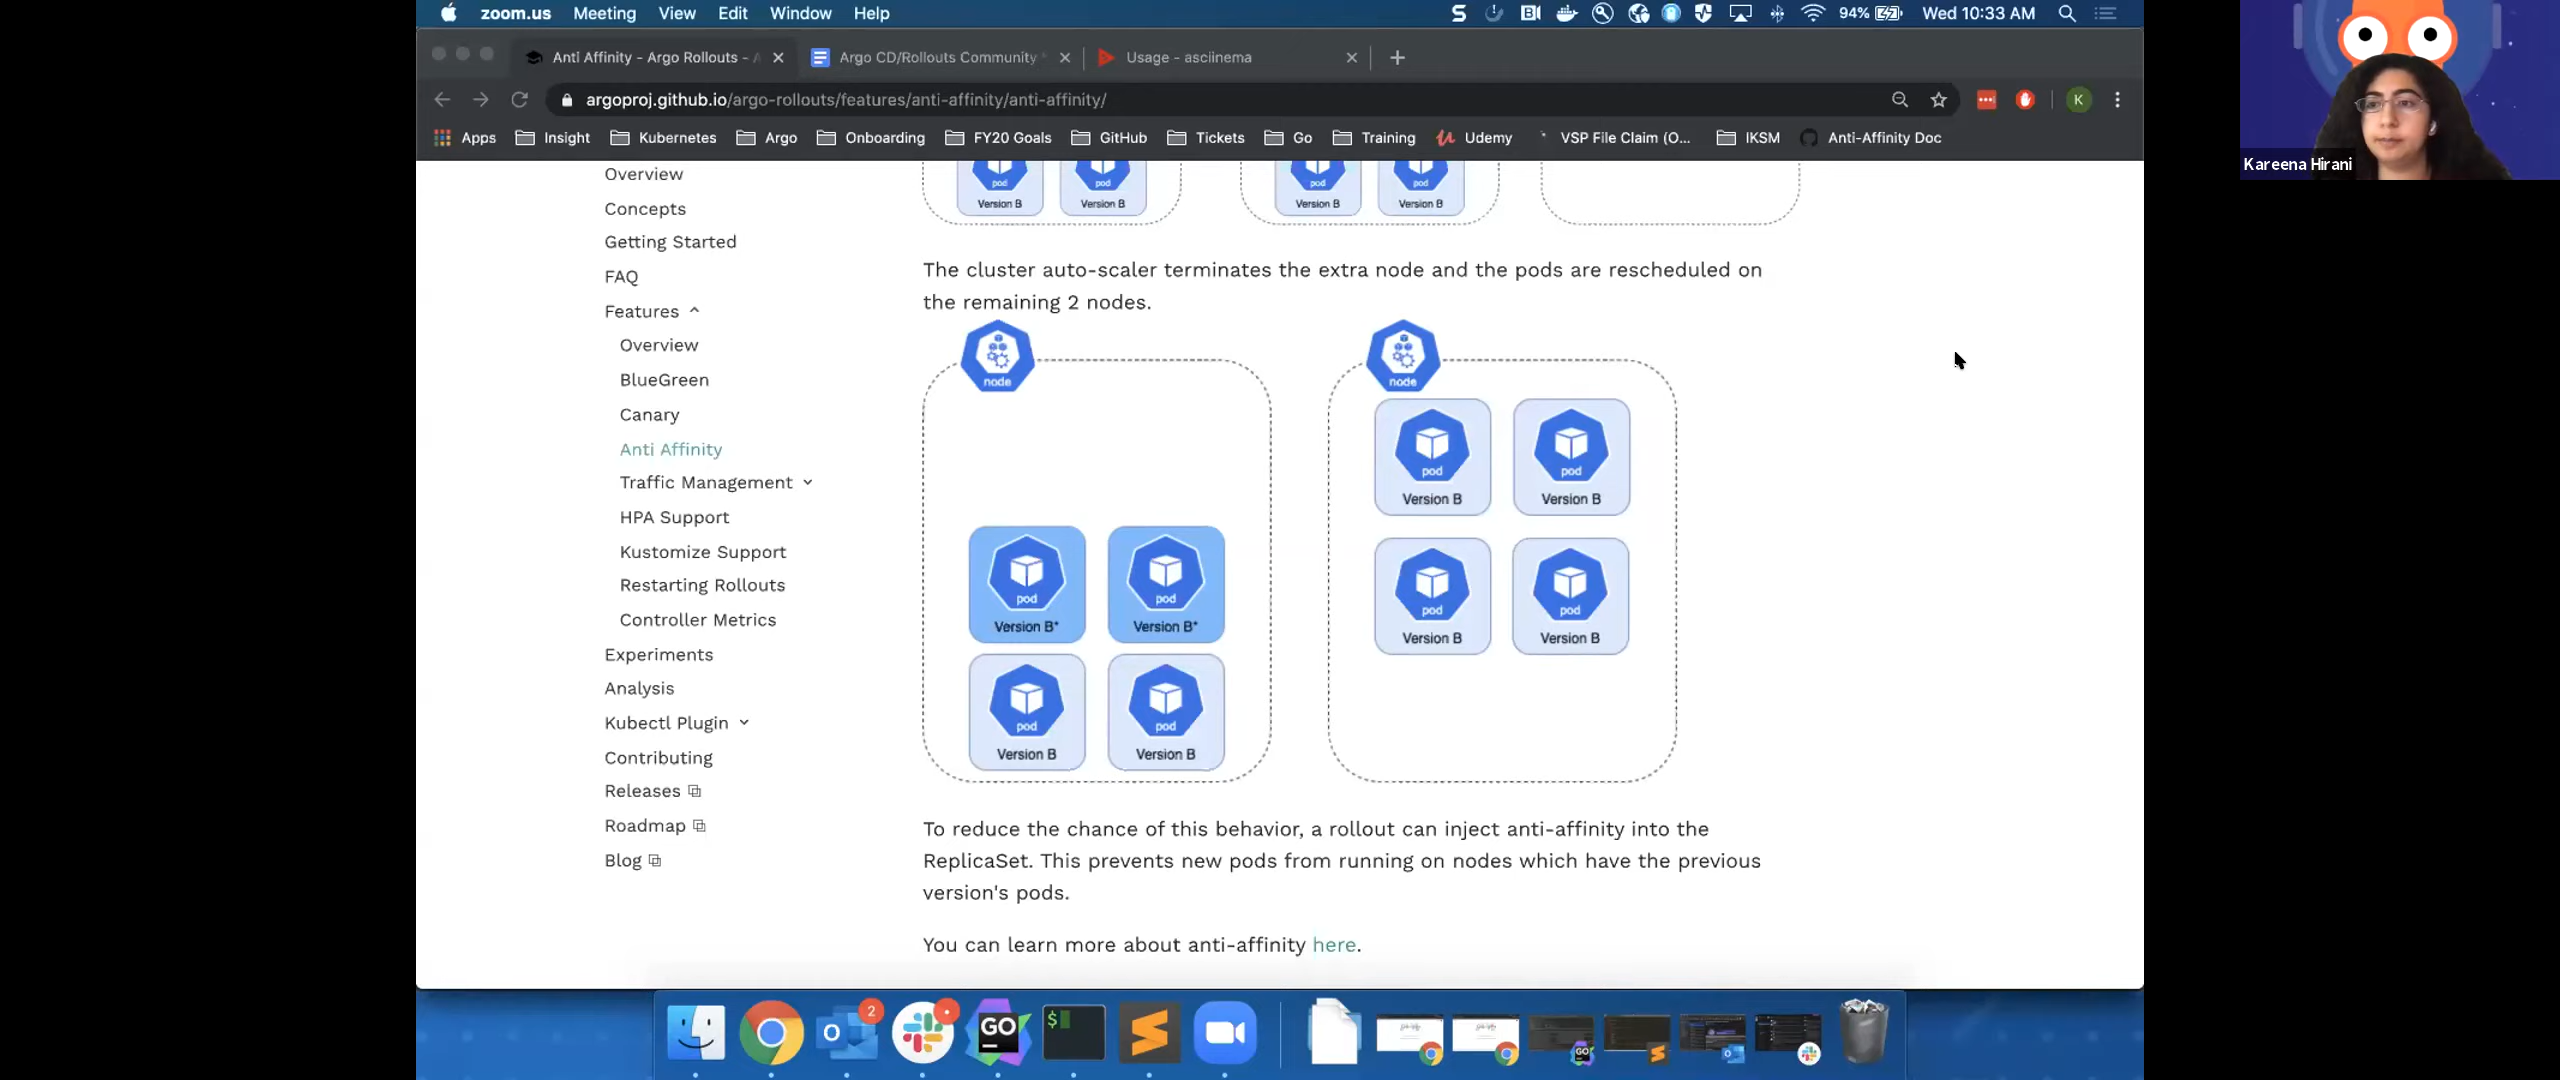 zoom.us Meeting View Edit Window Help 94% Wed 10:33 AM
Anti Affinity - Argo Rollouts - Argo CD/Rollouts Community Usage - asciinema
argoproj.github.io/argo-rollouts/features/anti-affinity/anti-affinity/ K
Apps Insight Kubernetes Argo Onboarding FY20 Goals GitHub Tickets Go Training Udemy VSP File Claim (O... IKSM Anti-Affinity Doc
Kareena Hirani
Overview
Concepts
Getting Started
FAQ
Features
Overview
BlueGreen
Canary
Anti Affinity
Traffic Management
HPA Support
Kustomize Support
Restarting Rollouts
Controller Metrics
Experiments
Analysis
Kubectl Plugin
Contributing
Releases
Roadmap
Blog
pod pod pod pod
Version B Version B Version B Version B
The cluster auto-scaler terminates the extra node and the pods are rescheduled on
the remaining 2 nodes.
node node
pod pod
Version B Version B
pod pod
Version B* Version B*
pod pod
Version B Version B
pod pod
Version B Version B
To reduce the chance of this behavior, a rollout can inject anti-affinity into the
ReplicaSet. This prevents new pods from running on nodes which have the previous
version's pods.
You can learn more about anti-affinity here.
2
GO
$